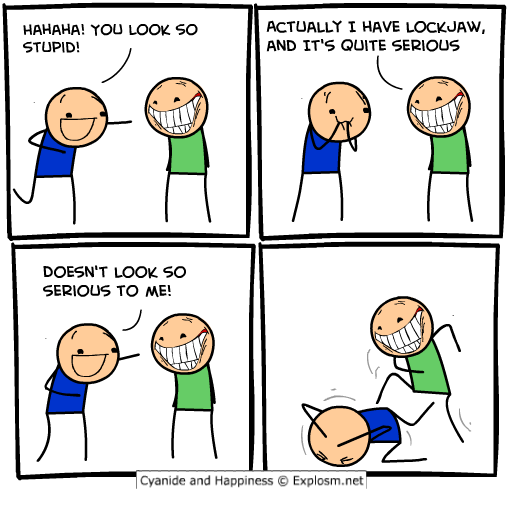 HAHAHA! YOU LOOK SO
STUPID!
ACTUALLY I HAVE LOCKJAW,
AND IT'S QUITE SERIOUS
DOESN'T LOOK SO
SERIOUS TO ME!
Cyanide and Happiness © Explosm.net